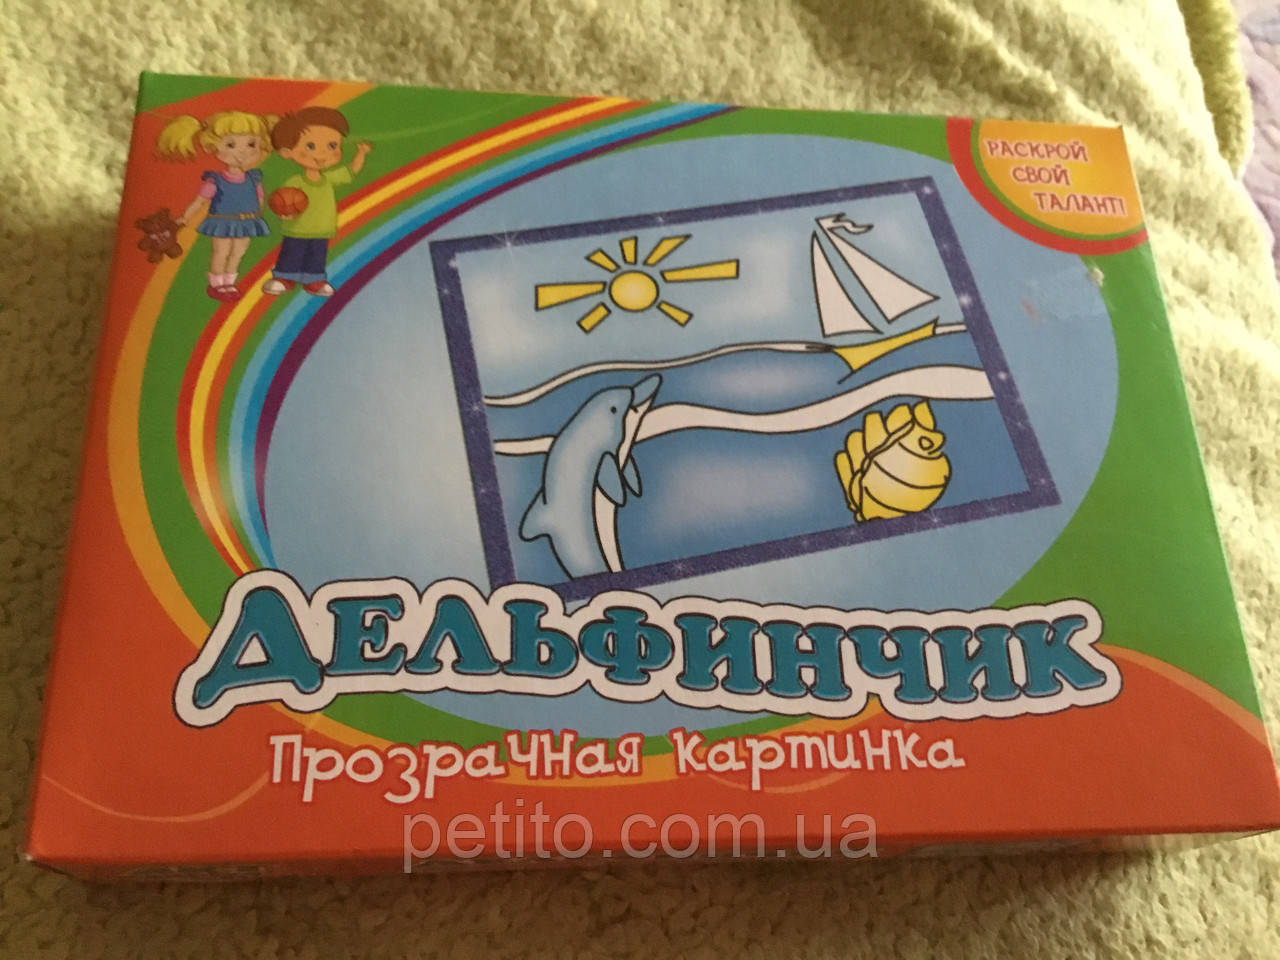 РАСКРОЙ
СВОЙ
ТАЛАНТ!
ДЕЛЬФИНЧИК
Прозрачная картинка
petito.com.ua